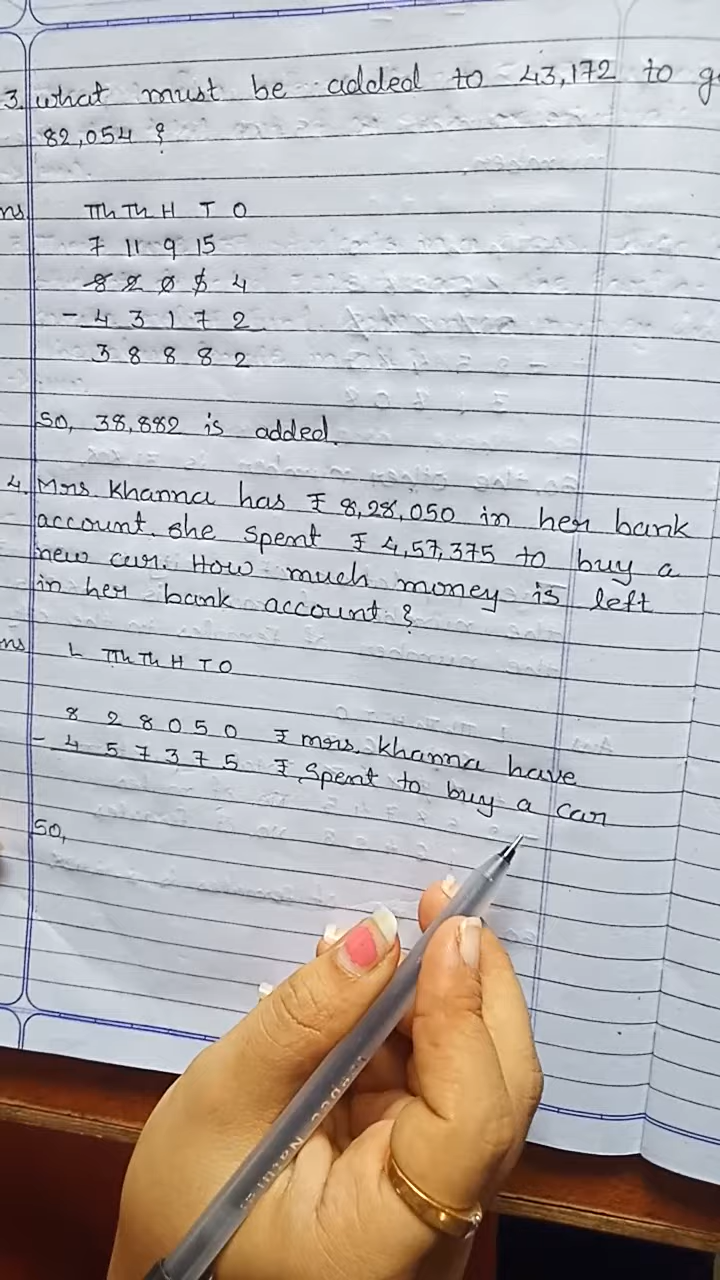 3. what must be added to 43,172 to g
82,054 ?
ns TTh Th H T O
7 11 9 15
8 2 0 5 4
- 4 3 1 7 2
3 8 8 8 2
So, 38,882 is added.
4. Mrs. Khanna has ₹ 8,28,050 in her bank
account. She spent ₹ 4,57,375 to buy a
new car. How much money is left
in her bank account ?
ns L TTh Th H T O
8 2 8 0 5 0 ₹ mrs. Khanna have
- 4 5 7 3 7 5 ₹ Spent to buy a car
So,